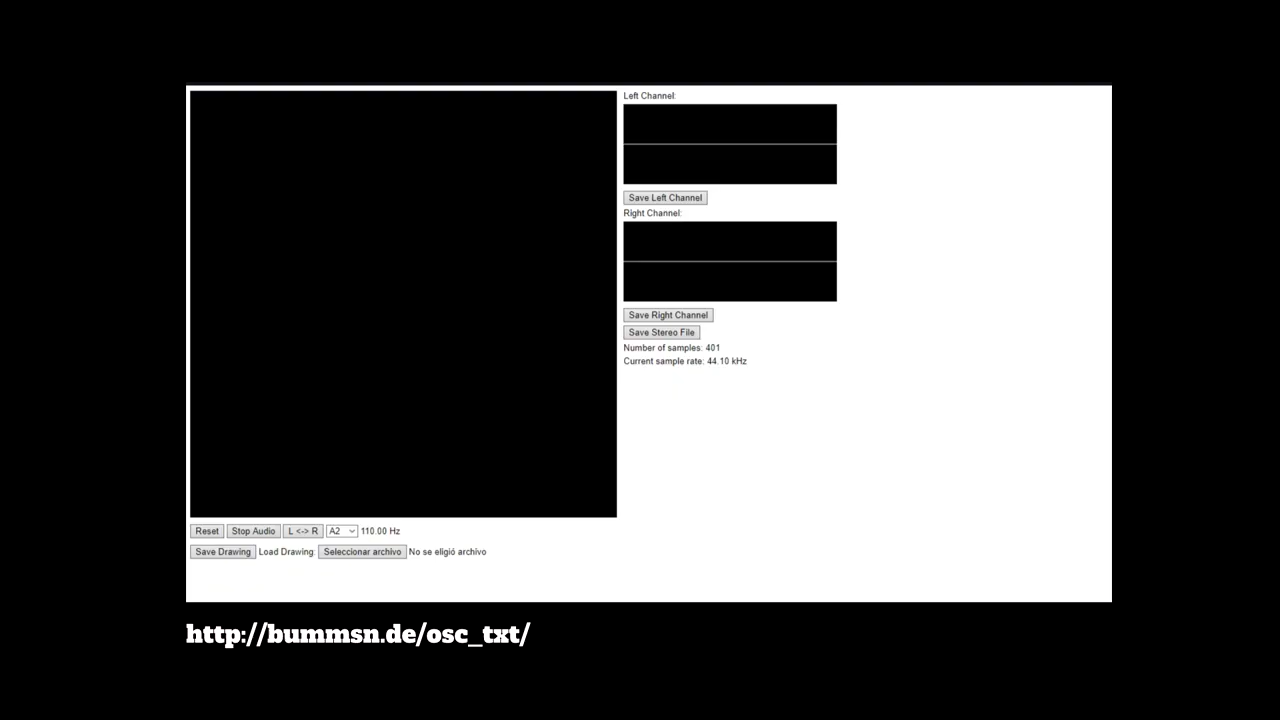 Left Channel:
Save Left Channel
Right Channel:
Save Right Channel
Save Stereo File
Number of samples: 401
Current sample rate: 44.10 kHz
Reset Stop Audio L <-> R A2 110.00 Hz
Save Drawing Load Drawing: Seleccionar archivo No se eligió archivo
http://bummsn.de/osc_txt/